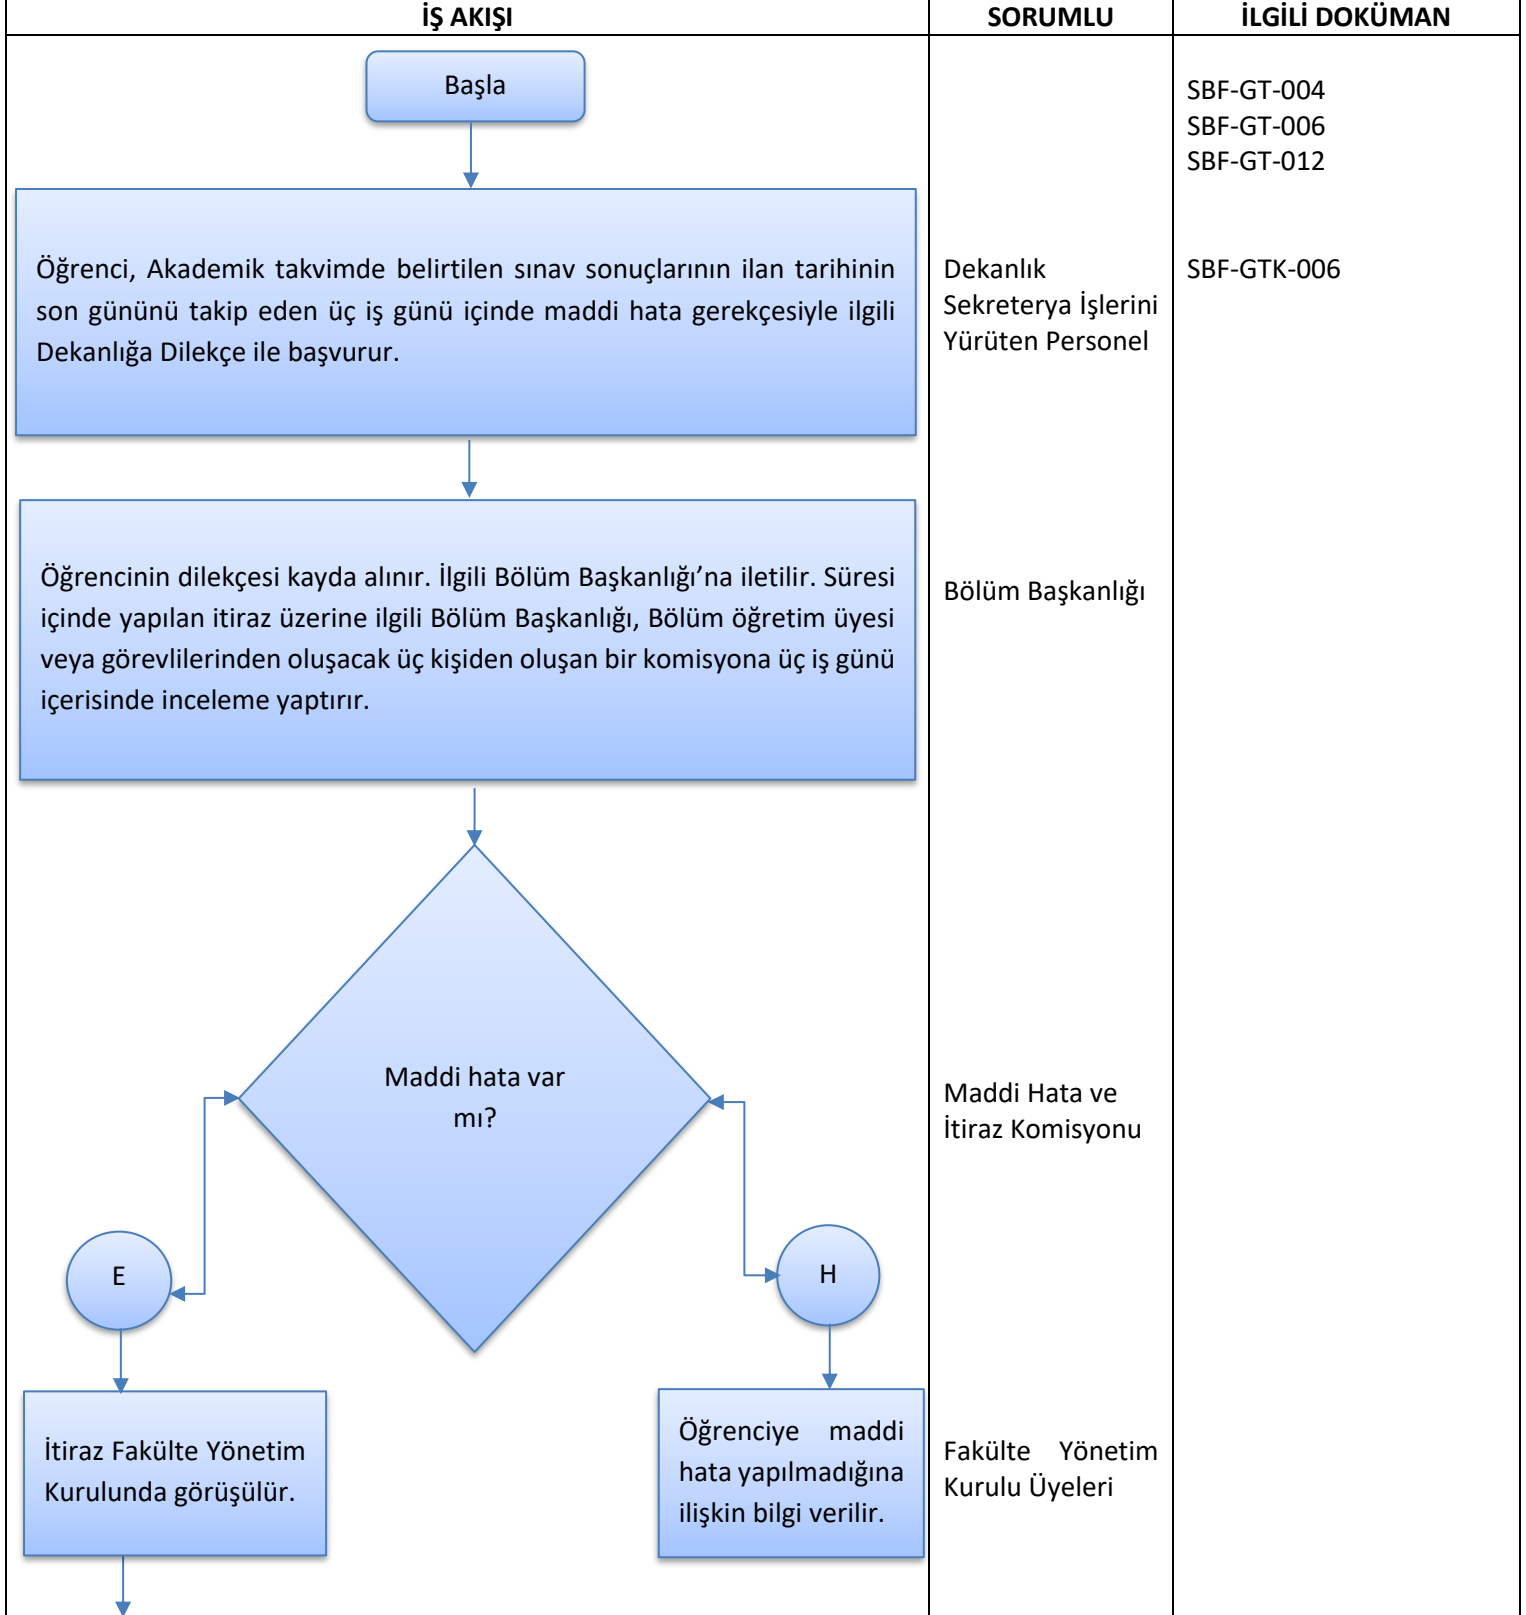 İŞ AKIŞI
SORUMLU
İLGİLİ DOKÜMAN
Başla
SBF-GT-004
SBF-GT-006
SBF-GT-012
Öğrenci, Akademik takvimde belirtilen sınav sonuçlarının ilan tarihinin
son gününü takip eden üç iş günü içinde maddi hata gerekçesiyle ilgili
Dekanlığa Dilekçe ile başvurur.
Dekanlık
Sekreterya İşlerini
Yürüten Personel
SBF-GTK-006
Öğrencinin dilekçesi kayda alınır. İlgili Bölüm Başkanlığı’na iletilir. Süresi
içinde yapılan itiraz üzerine ilgili Bölüm Başkanlığı, Bölüm öğretim üyesi
veya görevlilerinden oluşacak üç kişiden oluşan bir komisyona üç iş günü
içerisinde inceleme yaptırır.
Bölüm Başkanlığı
Maddi hata var
mı?
Maddi Hata ve
İtiraz Komisyonu
E
H
İtiraz Fakülte Yönetim
Kurulunda görüşülür.
Öğrenciye maddi
hata yapılmadığına
ilişkin bilgi verilir.
Fakülte Yönetim
Kurulu Üyeleri